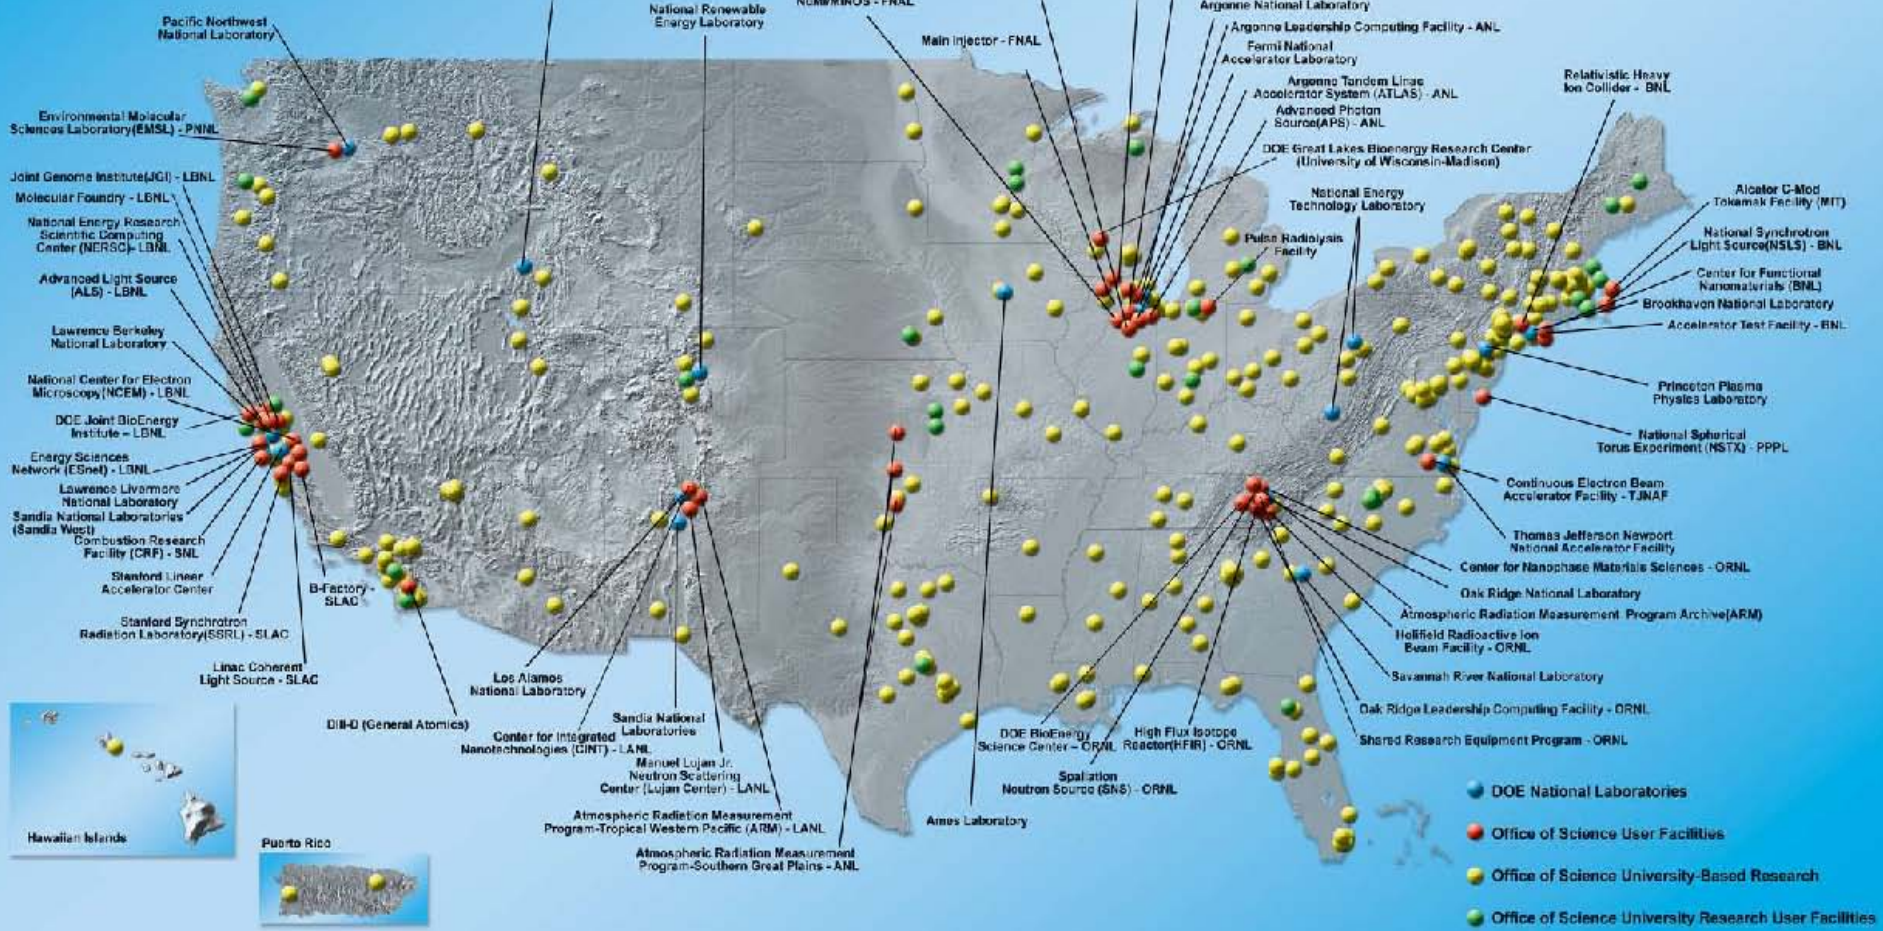 Pacific Northwest
National Laboratory
National Renewable
Energy Laboratory
NuMI/MINOS - FNAL
Main Injector - FNAL
Argonne National Laboratory
Argonne Leadership Computing Facility - ANL
Fermi National
Accelerator Laboratory
Argonne Tandem Linac
Accelerator System (ATLAS) - ANL
Advanced Photon
Source(APS) - ANL
DOE Great Lakes Bioenergy Research Center
(University of Wisconsin-Madison)
National Energy
Technology Laboratory
Pulse Radiolysis
Facility
Relativistic Heavy
Ion Collider - BNL
Alcator C-Mod
Tokamak Facility (MIT)
National Synchrotron
Light Source(NSLS) - BNL
Center for Functional
Nanomaterials (BNL)
Brookhaven National Laboratory
Accelerator Test Facility - BNL
Princeton Plasma
Physics Laboratory
National Spherical
Torus Experiment (NSTX) - PPPL
Continuous Electron Beam
Accelerator Facility - TJNAF
Thomas Jefferson Newport
National Accelerator Facility
Center for Nanophase Materials Sciences - ORNL
Oak Ridge National Laboratory
Atmospheric Radiation Measurement Program Archive(ARM)
Holifield Radioactive Ion
Beam Facility - ORNL
Savannah River National Laboratory
Oak Ridge Leadership Computing Facility - ORNL
Shared Research Equipment Program - ORNL
Environmental Molecular
Sciences Laboratory(EMSL) - PNNL
Joint Genome Institute(JGI) - LBNL
Molecular Foundry - LBNL
National Energy Research
Scientific Computing
Center (NERSC)- LBNL
Advanced Light Source
(ALS) - LBNL
Lawrence Berkeley
National Laboratory
National Center for Electron
Microscopy(NCEM) - LBNL
DOE Joint BioEnergy
Institute – LBNL
Energy Sciences
Network (ESnet) - LBNL
Lawrence Livermore
National Laboratory
Sandia National Laboratories
(Sandia West)
Combustion Research
Facility (CRF) - SNL
Stanford Linear
Accelerator Center
B-Factory -
SLAC
Stanford Synchrotron
Radiation Laboratory(SSRL) - SLAC
Linac Coherent
Light Source - SLAC
DIII-D (General Atomics)
Los Alamos
National Laboratory
Center for Integrated
Nanotechnologies (CINT) - LANL
Sandia National
Laboratories
Manuel Lujan Jr.
Neutron Scattering
Center (Lujan Center) - LANL
Atmospheric Radiation Measurement
Program-Tropical Western Pacific (ARM) - LANL
Atmospheric Radiation Measurement
Program-Southern Great Plains - ANL
Ames Laboratory
DOE BioEnergy
Science Center – ORNL
High Flux Isotope
Reactor(HFIR) - ORNL
Spallation
Neutron Source (SNS) - ORNL
Hawaiian Islands
Puerto Rico
DOE National Laboratories
Office of Science User Facilities
Office of Science University-Based Research
Office of Science University Research User Facilities